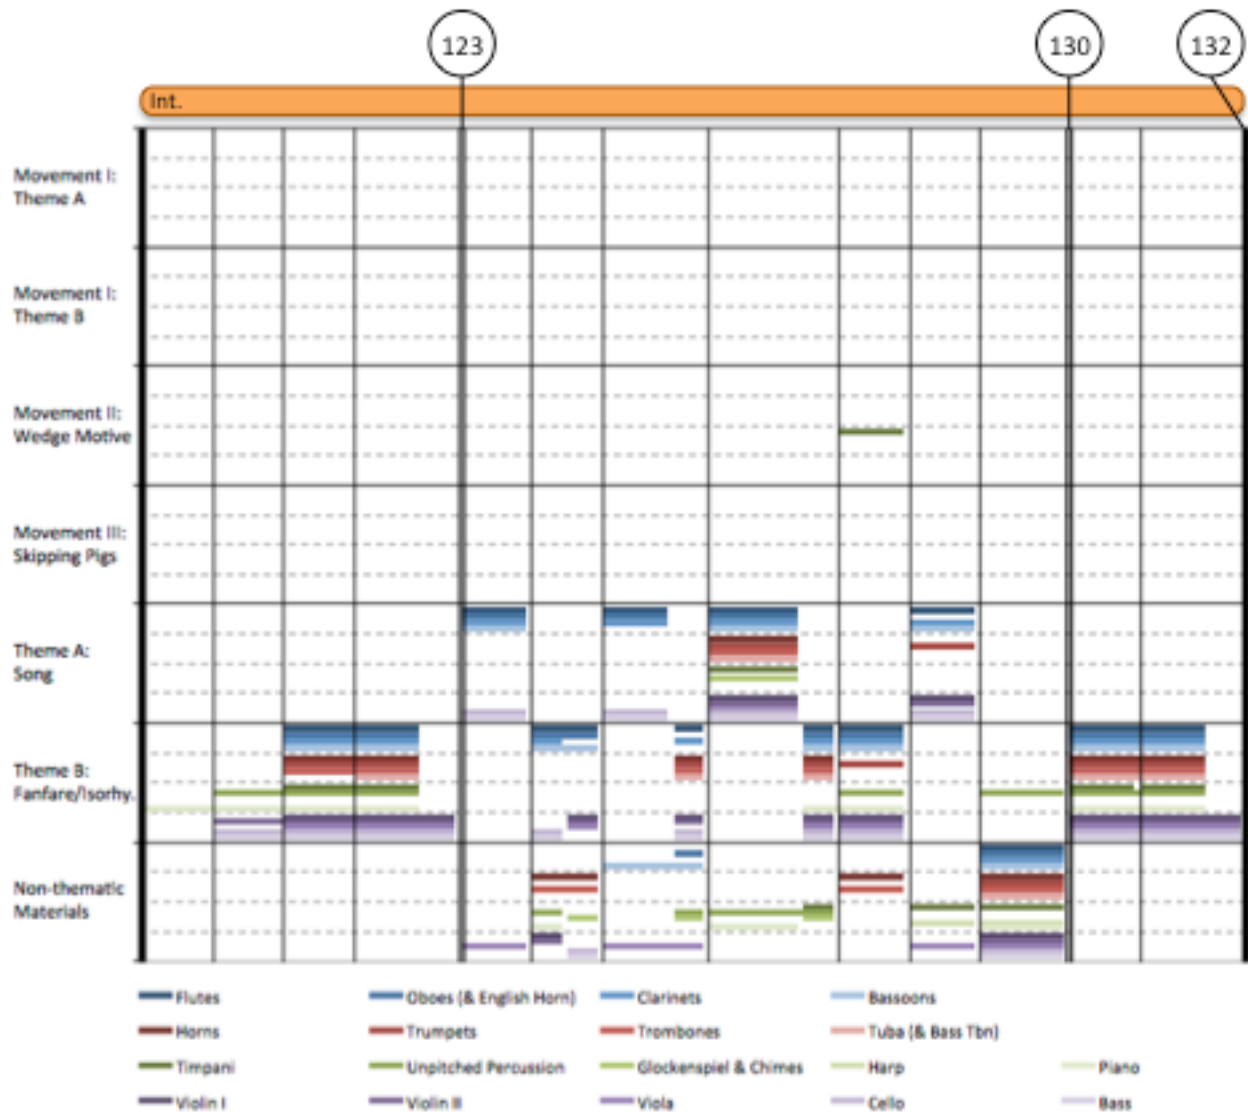 123
130
132
Int.
Movement I:
Theme A
Movement I:
Theme B
Movement II:
Wedge Motive
Movement III:
Skipping Pigs
Theme A:
Song
Theme B:
Fanfare/Isorhy.
Non-thematic
Materials
Flutes Oboes (& English Horn) Clarinets Bassoons
Horns Trumpets Trombones Tuba (& Bass Tbn)
Timpani Unpitched Percussion Glockenspiel & Chimes Harp Piano
Violin I Violin II Viola Cello Bass